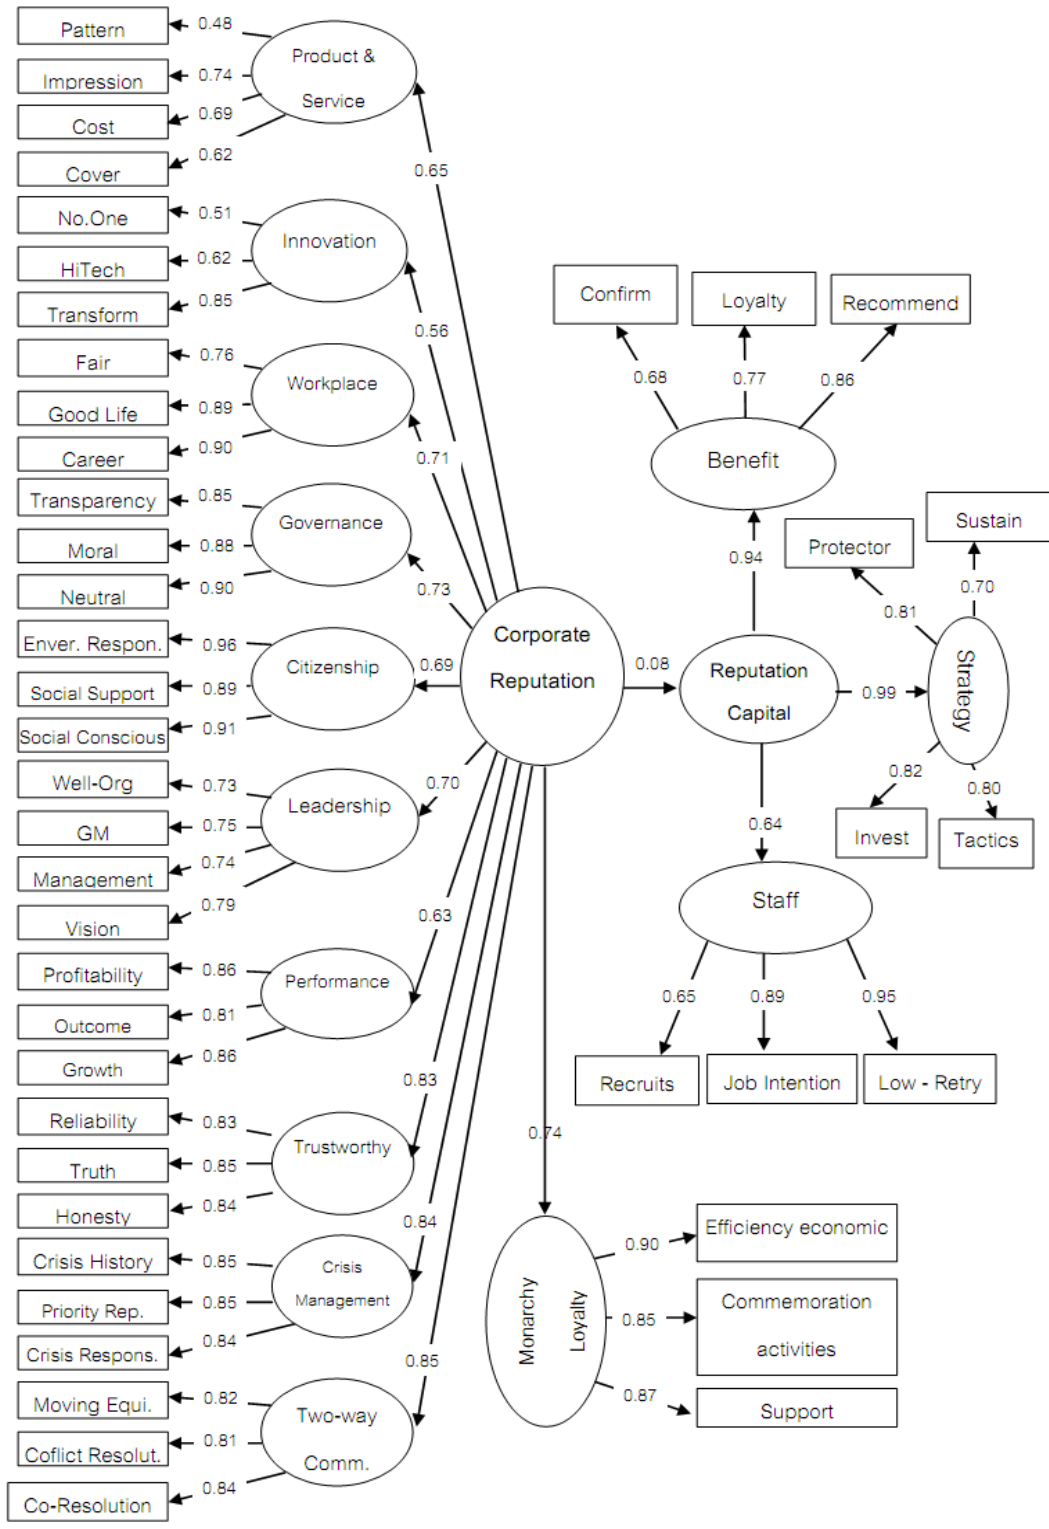 Pattern
0.48
Product &
Service
Impression
0.74
Cost
0.69
Cover
0.62
0.65
No.One
0.51
Innovation
HiTech
0.62
Transform
0.85
0.56
Fair
0.76
Workplace
Good Life
0.89
Career
0.90
0.71
Transparency
0.85
Governance
Moral
0.88
Neutral
0.90
0.73
Enver. Respon.
0.96
Citizenship
0.69
Social Support
0.89
Social Conscious
0.91
Well-Org
0.73
Leadership
0.70
GM
0.75
Management
0.74
Vision
0.79
0.63
Profitability
0.86
Performance
Outcome
0.81
Growth
0.86
0.83
Reliability
0.83
Trustworthy
Truth
0.85
Honesty
0.84
0.84
Crisis History
0.85
Crisis
Management
Priority Rep.
0.85
Crisis Respons.
0.84
0.85
Moving Equi.
0.82
Two-way
Comm.
Coflict Resolut.
0.81
Co-Resolution
0.84
Corporate
Reputation
0.08
Reputation
Capital
Confirm
Loyalty
Recommend
0.68
0.77
0.86
Benefit
0.94
Protector
Sustain
0.81
0.70
0.99
Strategy
0.82
0.80
Invest
Tactics
0.64
Staff
0.65
0.89
0.95
Recruits
Job Intention
Low - Retry
0.74
Monarchy
Loyalty
0.90
Efficiency economic
0.85
Commemoration
activities
0.87
Support